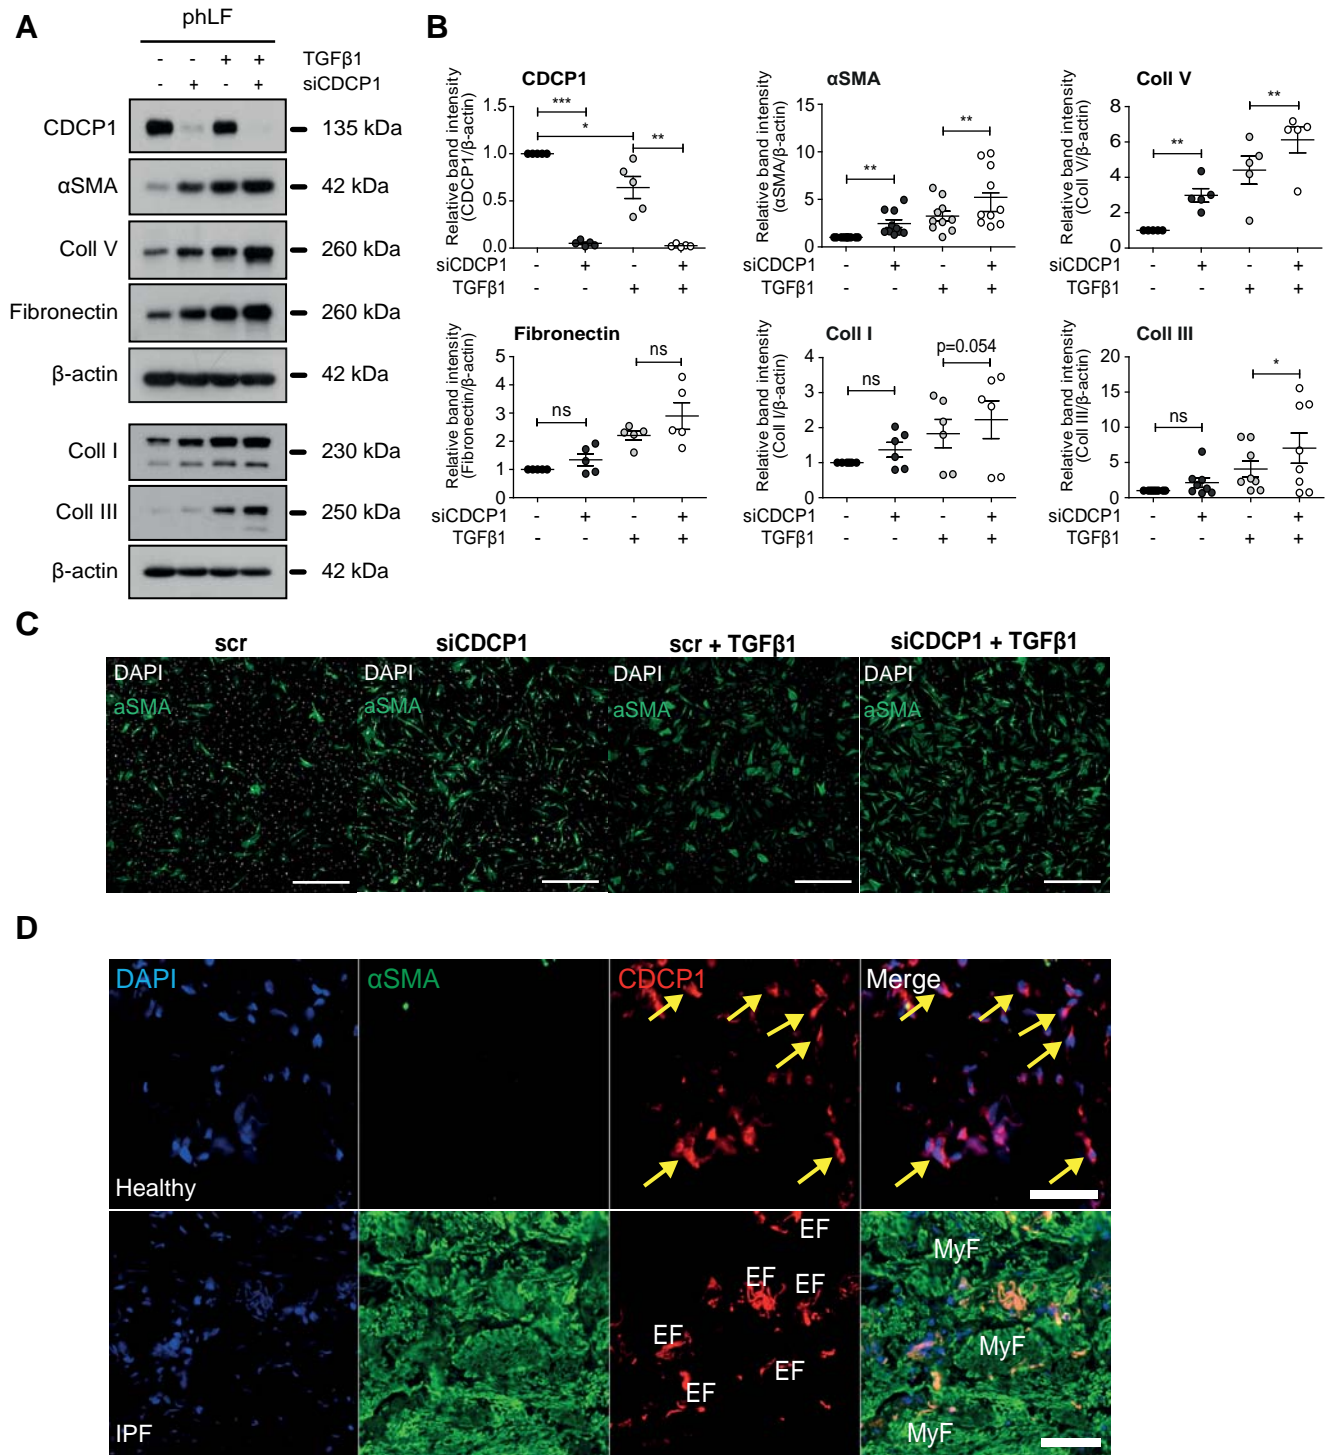 A
phLF
- - + + TGFβ1
- + - + siCDCP1
CDCP1 135 kDa
αSMA 42 kDa
Coll V 260 kDa
Fibronectin 260 kDa
β-actin 42 kDa
Coll I 230 kDa
Coll III 250 kDa
β-actin 42 kDa
B
CDCP1
Relative band intensity
(CDCP1/β-actin)
1.5
1.0
0.5
0.0
***
*
**
siCDCP1 - + - +
TGFβ1 - - + +
αSMA
Relative band intensity
(αSMA/β-actin)
15
10
5
0
**
**
siCDCP1 - + - +
TGFβ1 - - + +
Coll V
Relative band intensity
(Coll V/β-actin)
8
6
4
2
0
**
**
siCDCP1 - + - +
TGFβ1 - - + +
Fibronectin
Relative band intensity
(Fibronectin/β-actin)
5
4
3
2
1
0
ns
ns
siCDCP1 - + - +
TGFβ1 - - + +
Coll I
Relative band intensity
(Coll I/β-actin)
4
3
2
1
0
ns
p=0.054
siCDCP1 - + - +
TGFβ1 - - + +
Coll III
Relative band intensity
(Coll III/β-actin)
20
15
10
5
0
ns
*
siCDCP1 - + - +
TGFβ1 - - + +
C
scr siCDCP1 scr + TGFβ1 siCDCP1 + TGFβ1
DAPI DAPI DAPI DAPI
aSMA aSMA aSMA aSMA
D
DAPI αSMA CDCP1 Merge
Healthy
EF
MyF
EF EF
EF
MyF
EF
EF
MyF
IPF